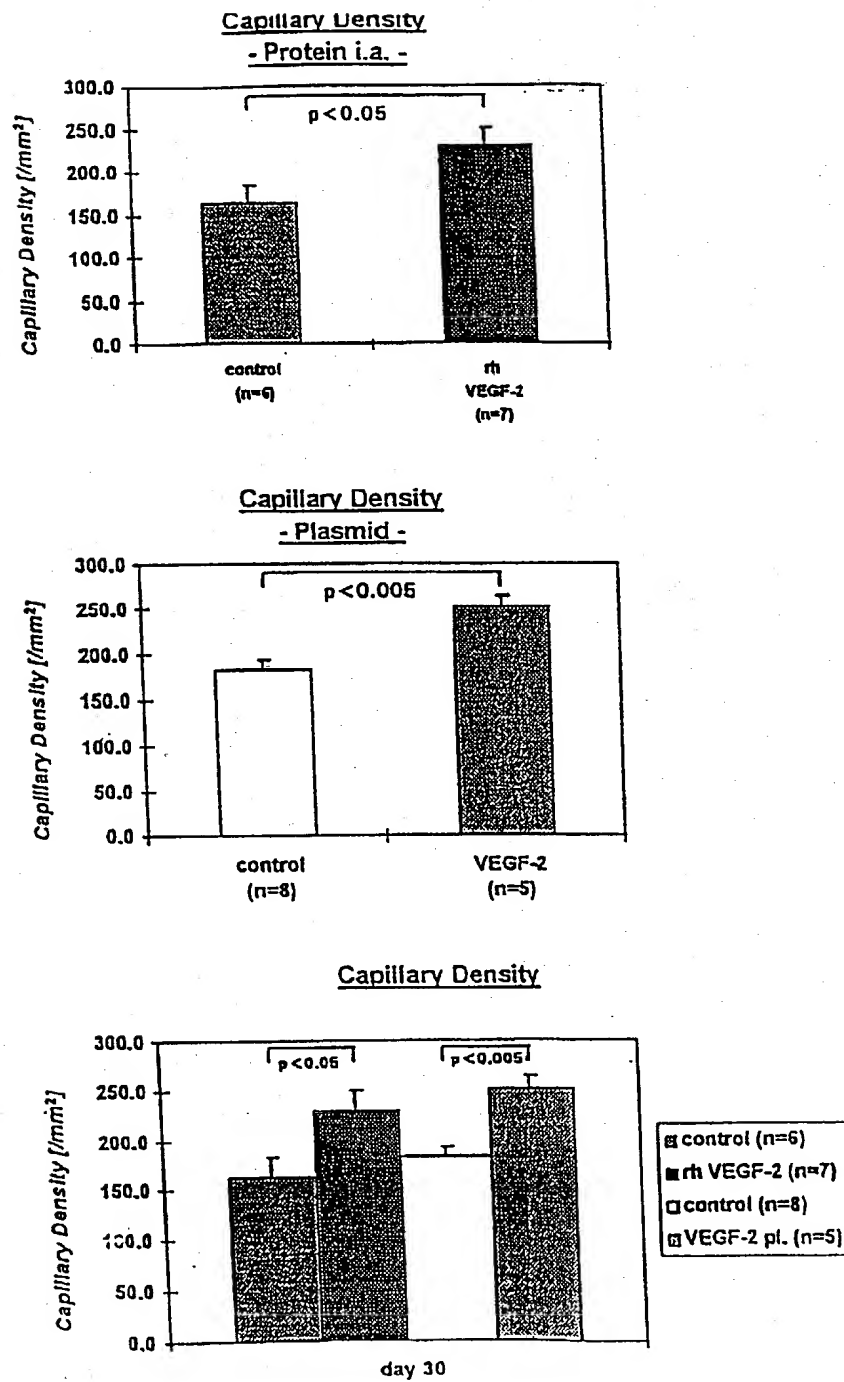 Capillary Density
- Protein i.a. -
Capillary Density [/mm²]
300.0
250.0
200.0
150.0
100.0
50.0
0.0
p<0.05
control
(n=6)
rh
VEGF-2
(n=7)
Capillary Density
- Plasmid -
Capillary Density [/mm²]
300.0
250.0
200.0
150.0
100.0
50.0
0.0
p<0.005
control
(n=8)
VEGF-2
(n=5)
Capillary Density
Capillary Density [/mm²]
300.0
250.0
200.0
150.0
100.0
50.0
0.0
p<0.05
p<0.005
day 30
control (n=6)
rh VEGF-2 (n=7)
control (n=8)
VEGF-2 pl. (n=5)